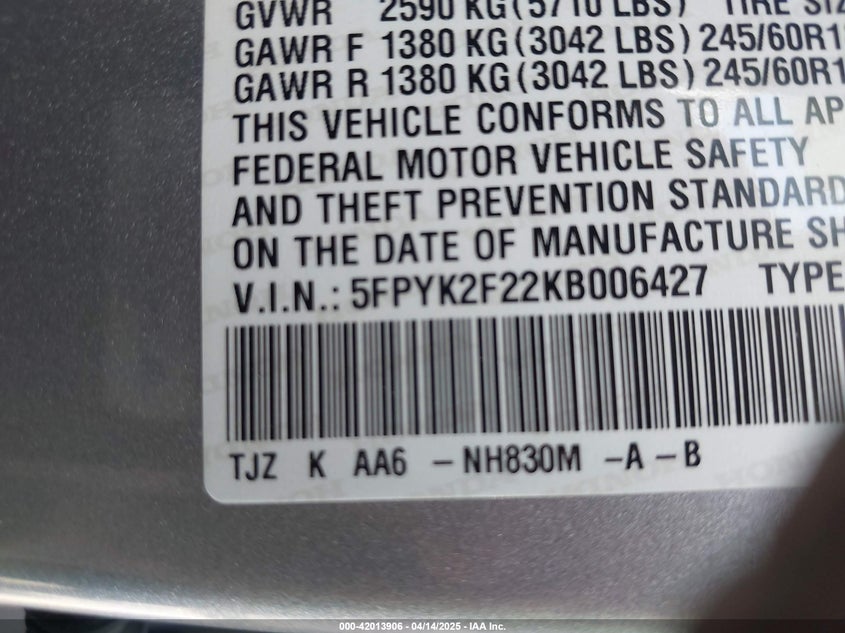 GVWR 2590 KG (5710 LBS) TIRE SIZ
GAWR F 1380 KG (3042 LBS) 245/60R1
GAWR R 1380 KG (3042 LBS) 245/60R1
THIS VEHICLE CONFORMS TO ALL AP
FEDERAL MOTOR VEHICLE SAFETY
AND THEFT PREVENTION STANDARD
ON THE DATE OF MANUFACTURE SH
V.I.N.: 5FPYK2F22KB006427 TYPE
TJZ K AA6 -NH830M -A-B
000-42013906 - 04/14/2025 - IAA Inc.